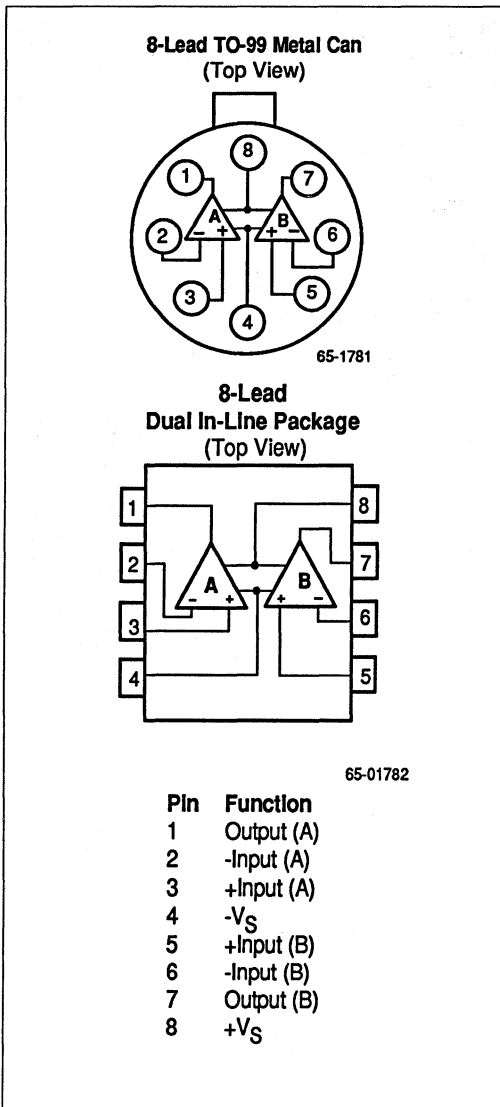 8-Lead TO-99 Metal Can
(Top View)
8
1
7
A
B
- +
+ -
2
6
3
5
4
65-1781
8-Lead
Dual In-Line Package
(Top View)
1
8
2
7
A
B
- +
+ -
3
6
4
5
65-01782
Pin Function
1 Output (A)
2 -Input (A)
3 +Input (A)
4 -VS
5 +Input (B)
6 -Input (B)
7 Output (B)
8 +VS